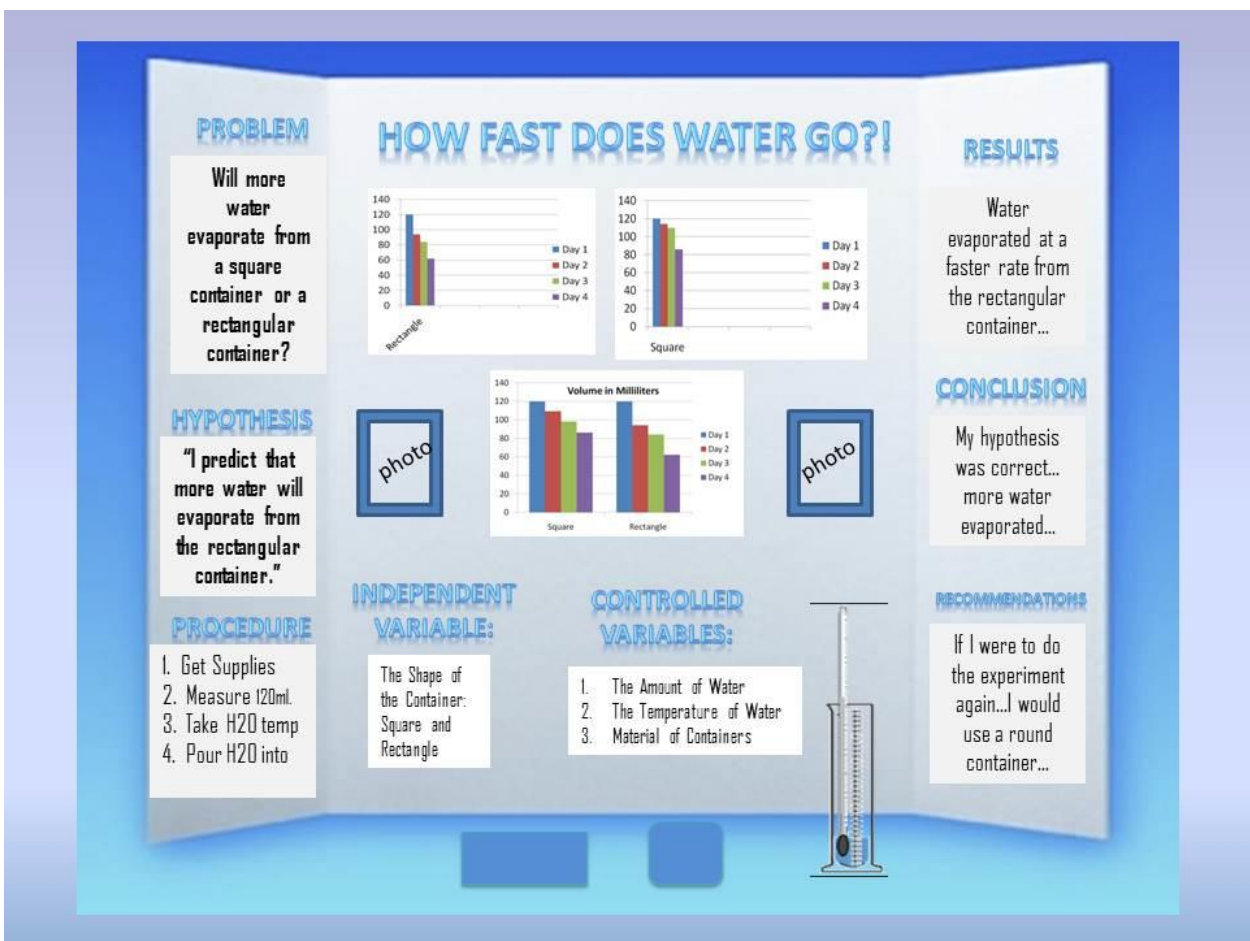 PROBLEM
Will more
water
evaporate from
a square
container or a
rectangular
container?
HYPOTHESIS
"I predict that
more water will
evaporate from
the rectangular
container."
PROCEDURE
1. Get Supplies
2. Measure 120ml.
3. Take H2O temp
4. Pour H2O into
HOW FAST DOES WATER GO?!
140
120
100
80
60
40
20
0
Rectangle
Day 1
Day 2
Day 3
Day 4
140
120
100
80
60
40
20
0
Square
Day 1
Day 2
Day 3
Day 4
photo
Volume in Milliliters
140
120
100
80
60
40
20
0
Square Rectangle
Day 1
Day 2
Day 3
Day 4
photo
INDEPENDENT
VARIABLE:
The Shape of
the Container:
Square and
Rectangle
CONTROLLED
VARIABLES:
1. The Amount of Water
2. The Temperature of Water
3. Material of Containers
RESULTS
Water
evaporated at a
faster rate from
the rectangular
container...
CONCLUSION
My hypothesis
was correct...
more water
evaporated...
RECOMMENDATIONS
If I were to do
the experiment
again...I would
use a round
container...